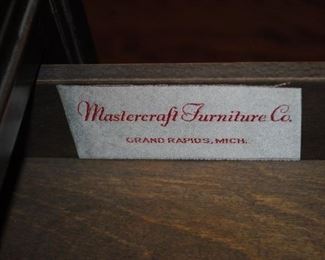 Mastercraft Furniture Co.
GRAND RAPIDS, MICH.